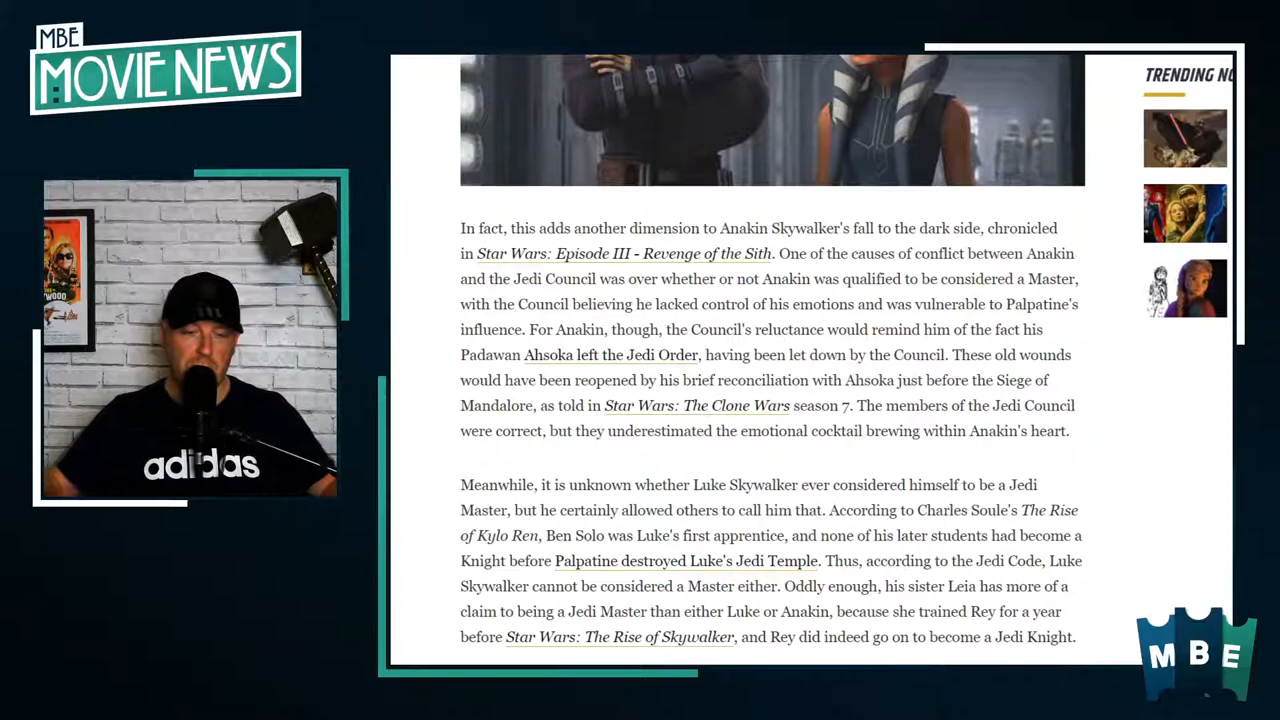 MBE
MOVIE NEWS
TRENDING NO
In fact, this adds another dimension to Anakin Skywalker's fall to the dark side, chronicled
in Star Wars: Episode III - Revenge of the Sith. One of the causes of conflict between Anakin
and the Jedi Council was over whether or not Anakin was qualified to be considered a Master,
with the Council believing he lacked control of his emotions and was vulnerable to Palpatine's
influence. For Anakin, though, the Council's reluctance would remind him of the fact his
Padawan Ahsoka left the Jedi Order, having been let down by the Council. These old wounds
would have been reopened by his brief reconciliation with Ahsoka just before the Siege of
Mandalore, as told in Star Wars: The Clone Wars season 7. The members of the Jedi Council
were correct, but they underestimated the emotional cocktail brewing within Anakin's heart.
Meanwhile, it is unknown whether Luke Skywalker ever considered himself to be a Jedi
Master, but he certainly allowed others to call him that. According to Charles Soule's The Rise
of Kylo Ren, Ben Solo was Luke's first apprentice, and none of his later students had become a
Knight before Palpatine destroyed Luke's Jedi Temple. Thus, according to the Jedi Code, Luke
Skywalker cannot be considered a Master either. Oddly enough, his sister Leia has more of a
claim to being a Jedi Master than either Luke or Anakin, because she trained Rey for a year
before Star Wars: The Rise of Skywalker, and Rey did indeed go on to become a Jedi Knight.
adidas
MBE